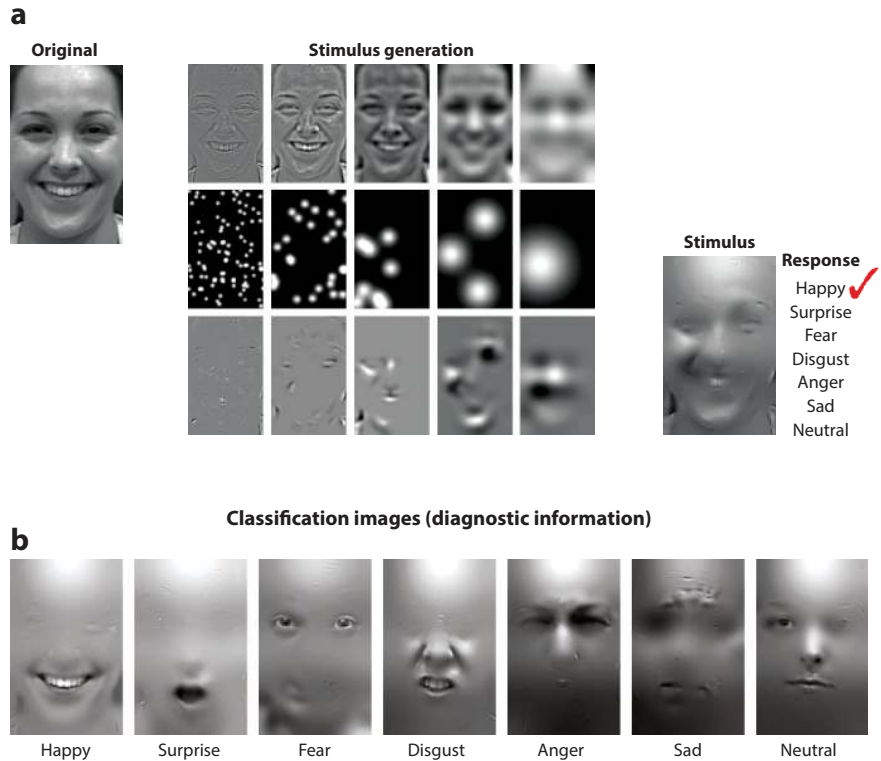 a
Original
Stimulus generation
Stimulus
Response
Happy
Surprise
Fear
Disgust
Anger
Sad
Neutral
Classification images (diagnostic information)
b
Happy Surprise Fear Disgust Anger Sad Neutral